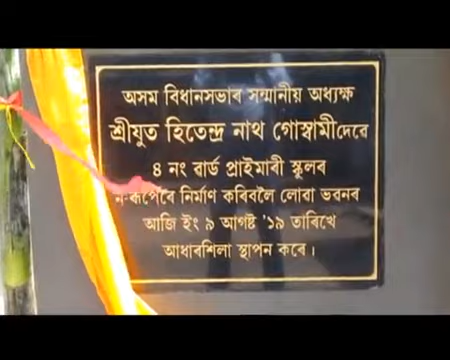 অসম বিধানসভাৰ সন্মানীয় অধ্যক্ষ
শ্ৰীযুত হিতেন্দ্ৰ নাথ গোস্বামীদেৱে
৪ নং ৱাৰ্ড প্ৰাইমাৰী স্কুলৰ
ন-ৰূপেৰে নিৰ্মাণ কৰিবলৈ লোৱা ভৱনৰ
আজি ইং ৯ আগষ্ট '১৯ তাৰিখে
আধাৰশিলা স্থাপন কৰে।